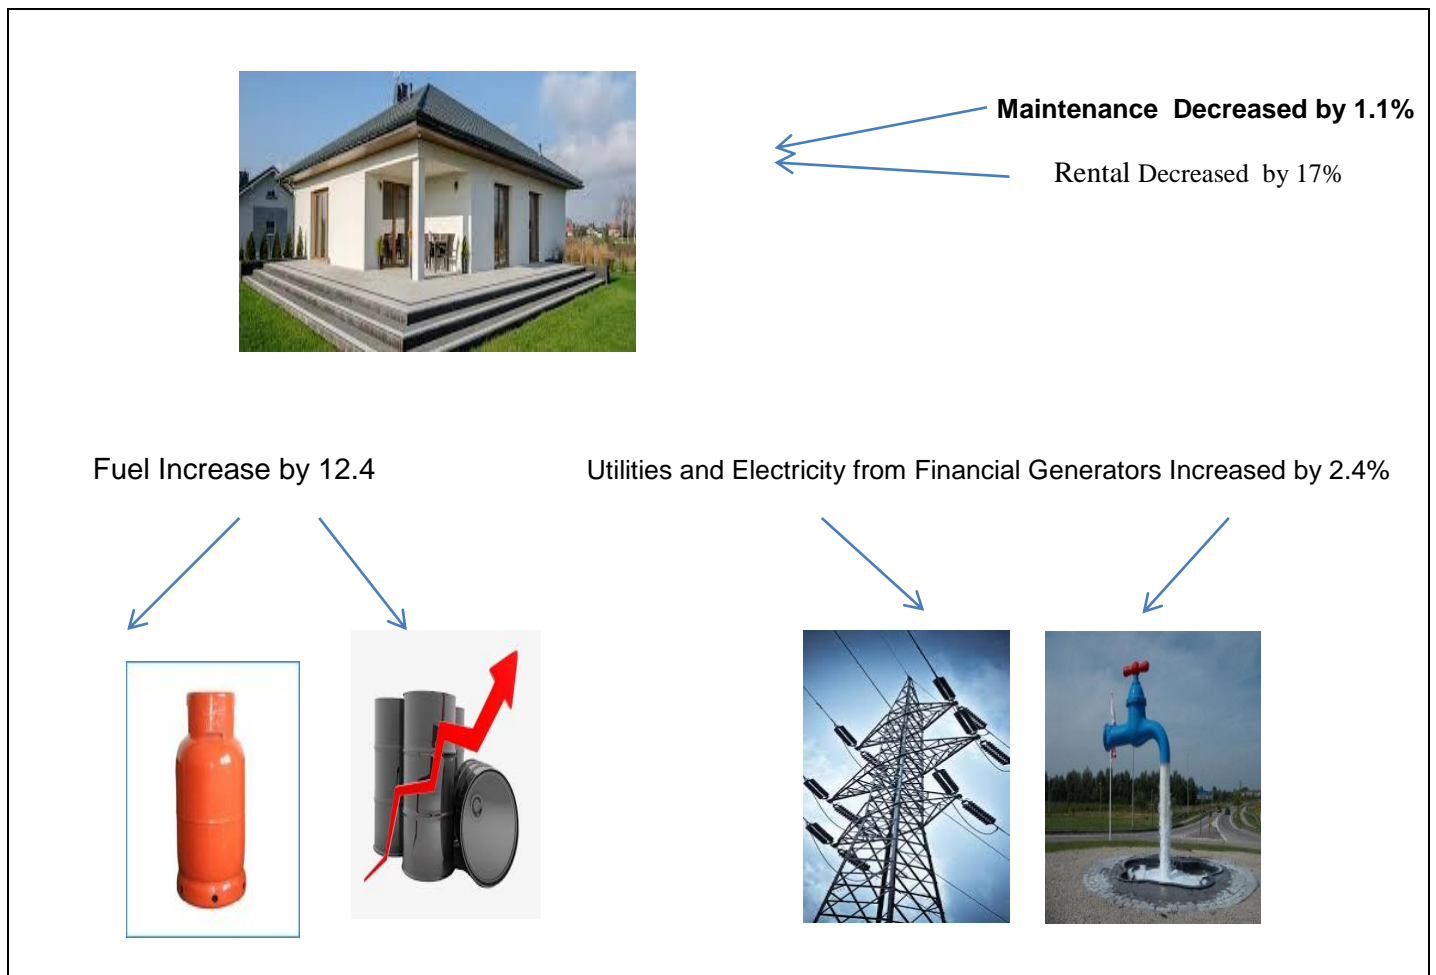 Maintenance Decreased by 1.1%
Rental Decreased by 17%
Fuel Increase by 12.4
Utilities and Electricity from Financial Generators Increased by 2.4%